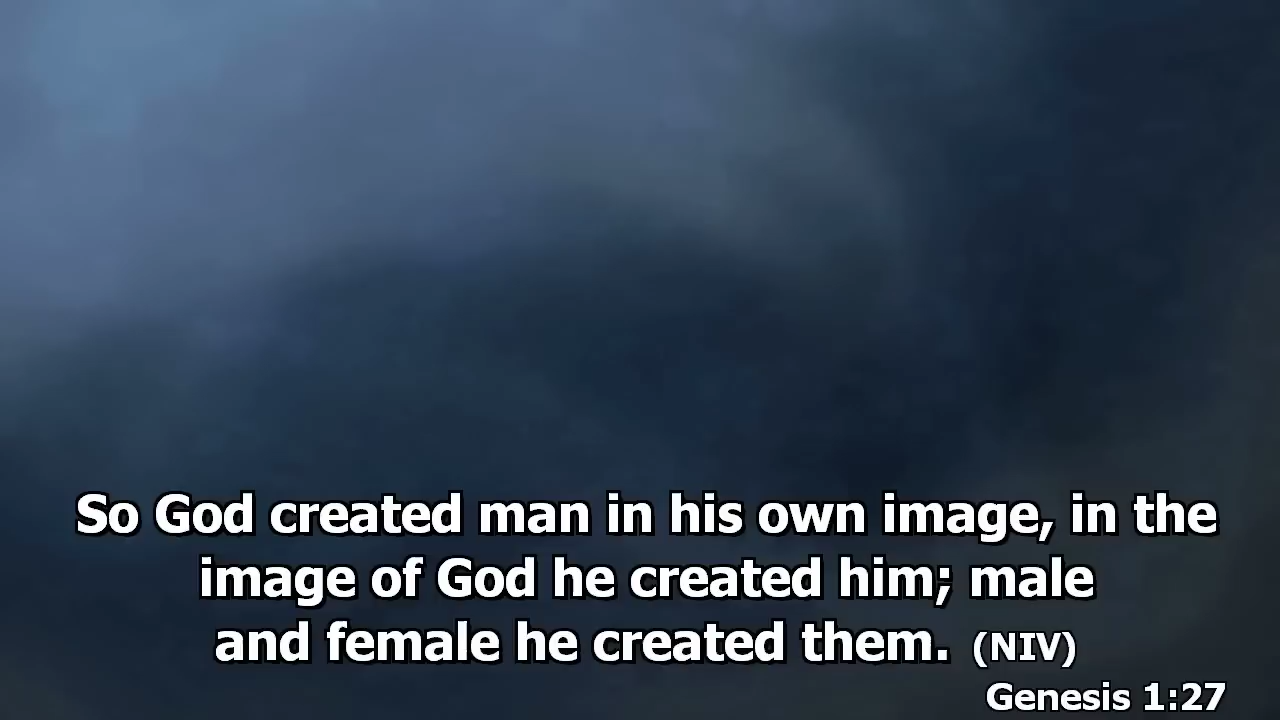 So God created man in his own image, in the
image of God he created him; male
and female he created them. (NIV)
Genesis 1:27